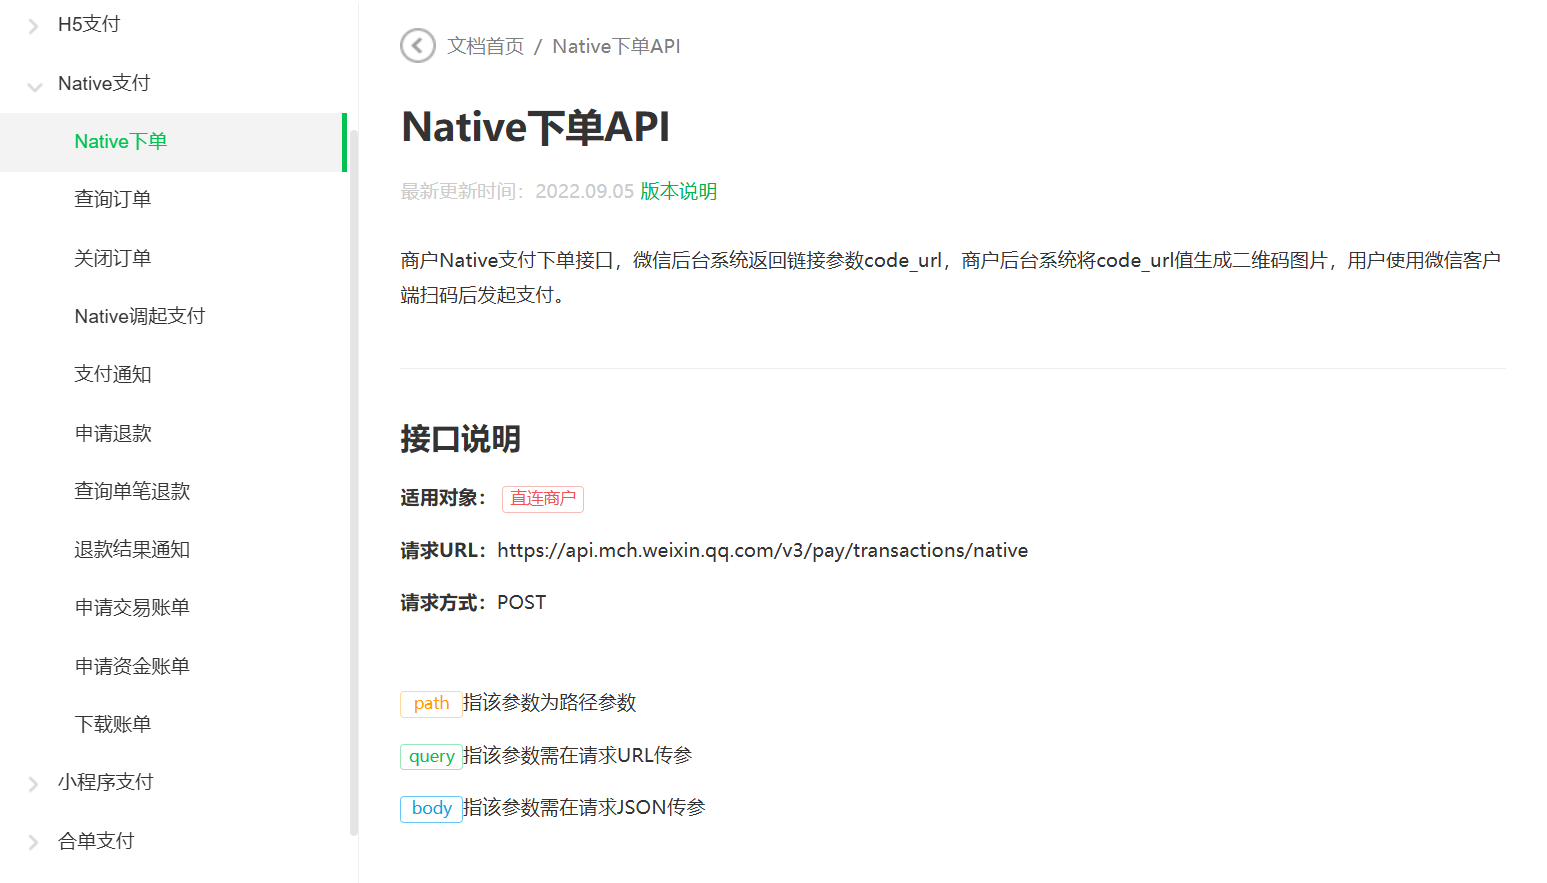 H5支付
Native支付
Native下单
查询订单
关闭订单
Native调起支付
支付通知
申请退款
查询单笔退款
退款结果通知
申请交易账单
申请资金账单
下载账单
小程序支付
合单支付
文档首页 / Native下单API
Native下单API
最新更新时间：2022.09.05 版本说明
商户Native支付下单接口，微信后台系统返回链接参数code_url，商户后台系统将code_url值生成二维码图片，用户使用微信客户
端扫码后发起支付。
接口说明
适用对象： 直连商户
请求URL：https://api.mch.weixin.qq.com/v3/pay/transactions/native
请求方式：POST
path 指该参数为路径参数
query 指该参数需在请求URL传参
body 指该参数需在请求JSON传参